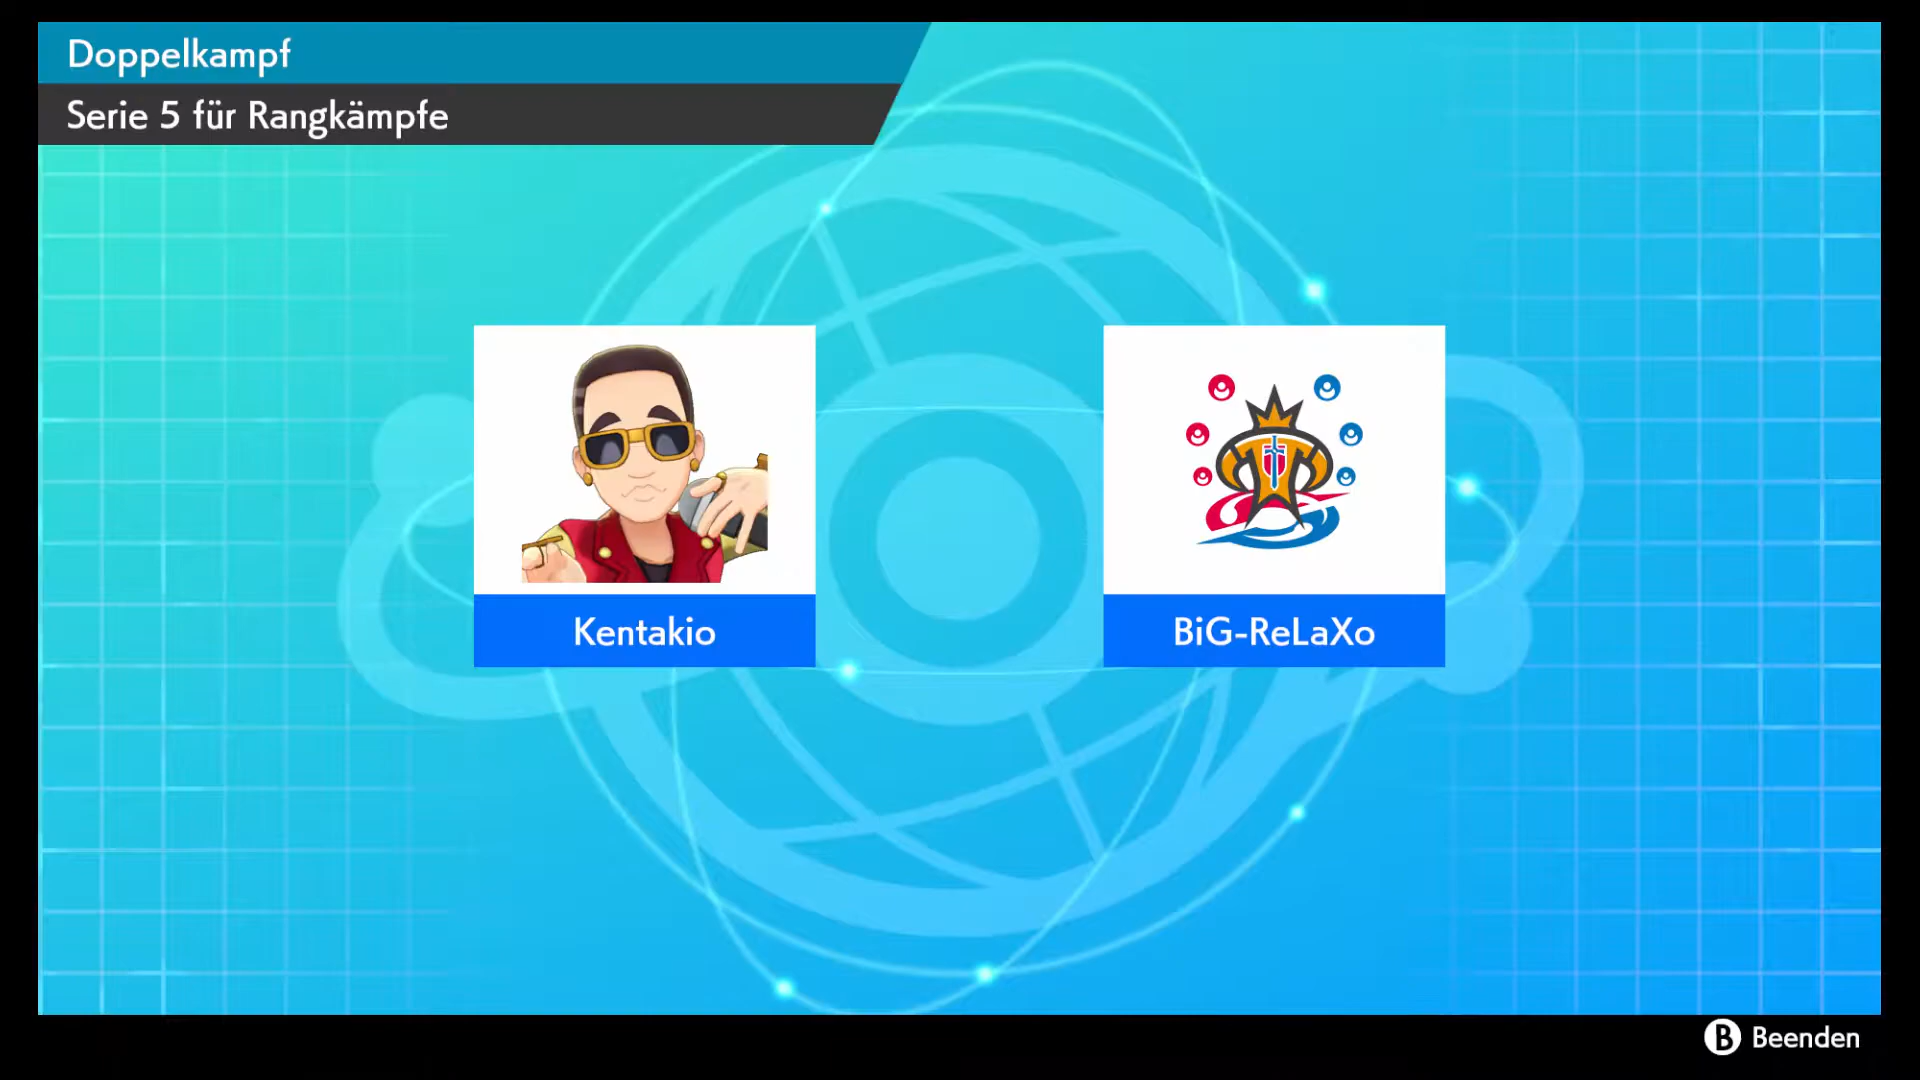 Doppelkampf
Serie 5 für Rangkämpfe
Kentakio
BiG-ReLaXo
B Beenden